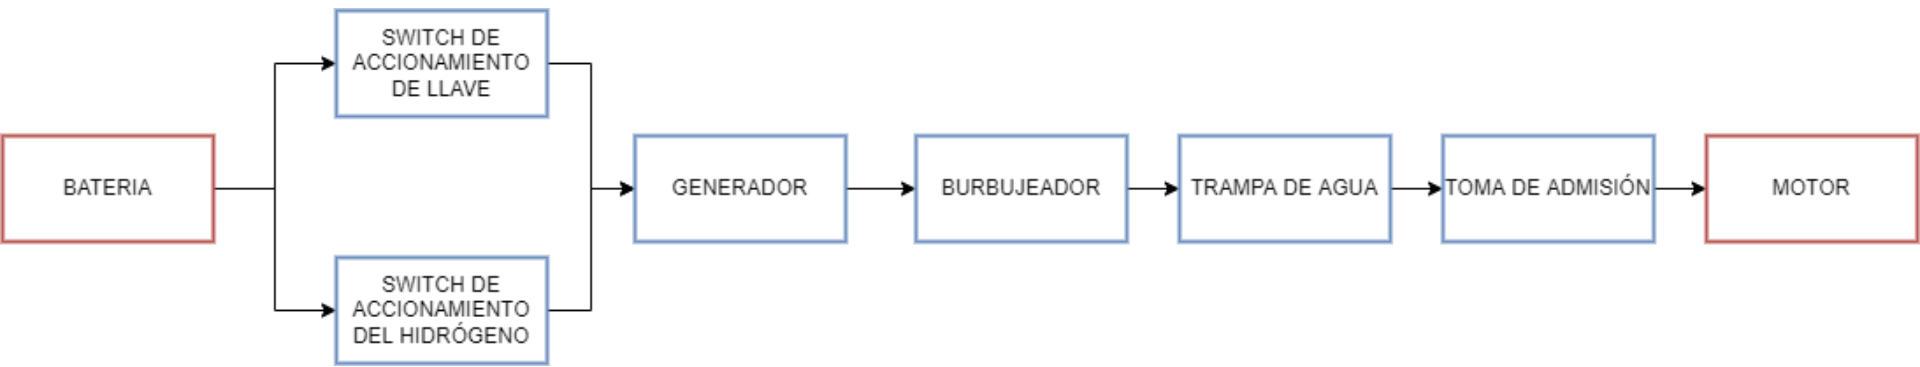 SWITCH DE
ACCIONAMIENTO
DE LLAVE
BATERIA
GENERADOR
BURBUJEADOR
TRAMPA DE AGUA
TOMA DE ADMISIÓN
MOTOR
SWITCH DE
ACCIONAMIENTO
DEL HIDRÓGENO